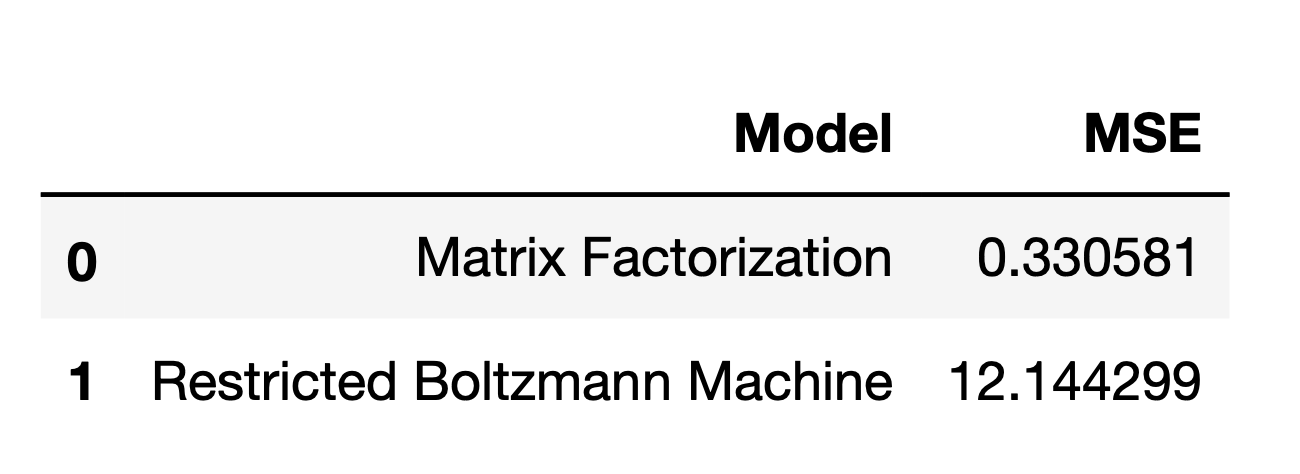 Model MSE
0 Matrix Factorization 0.330581
1 Restricted Boltzmann Machine 12.144299